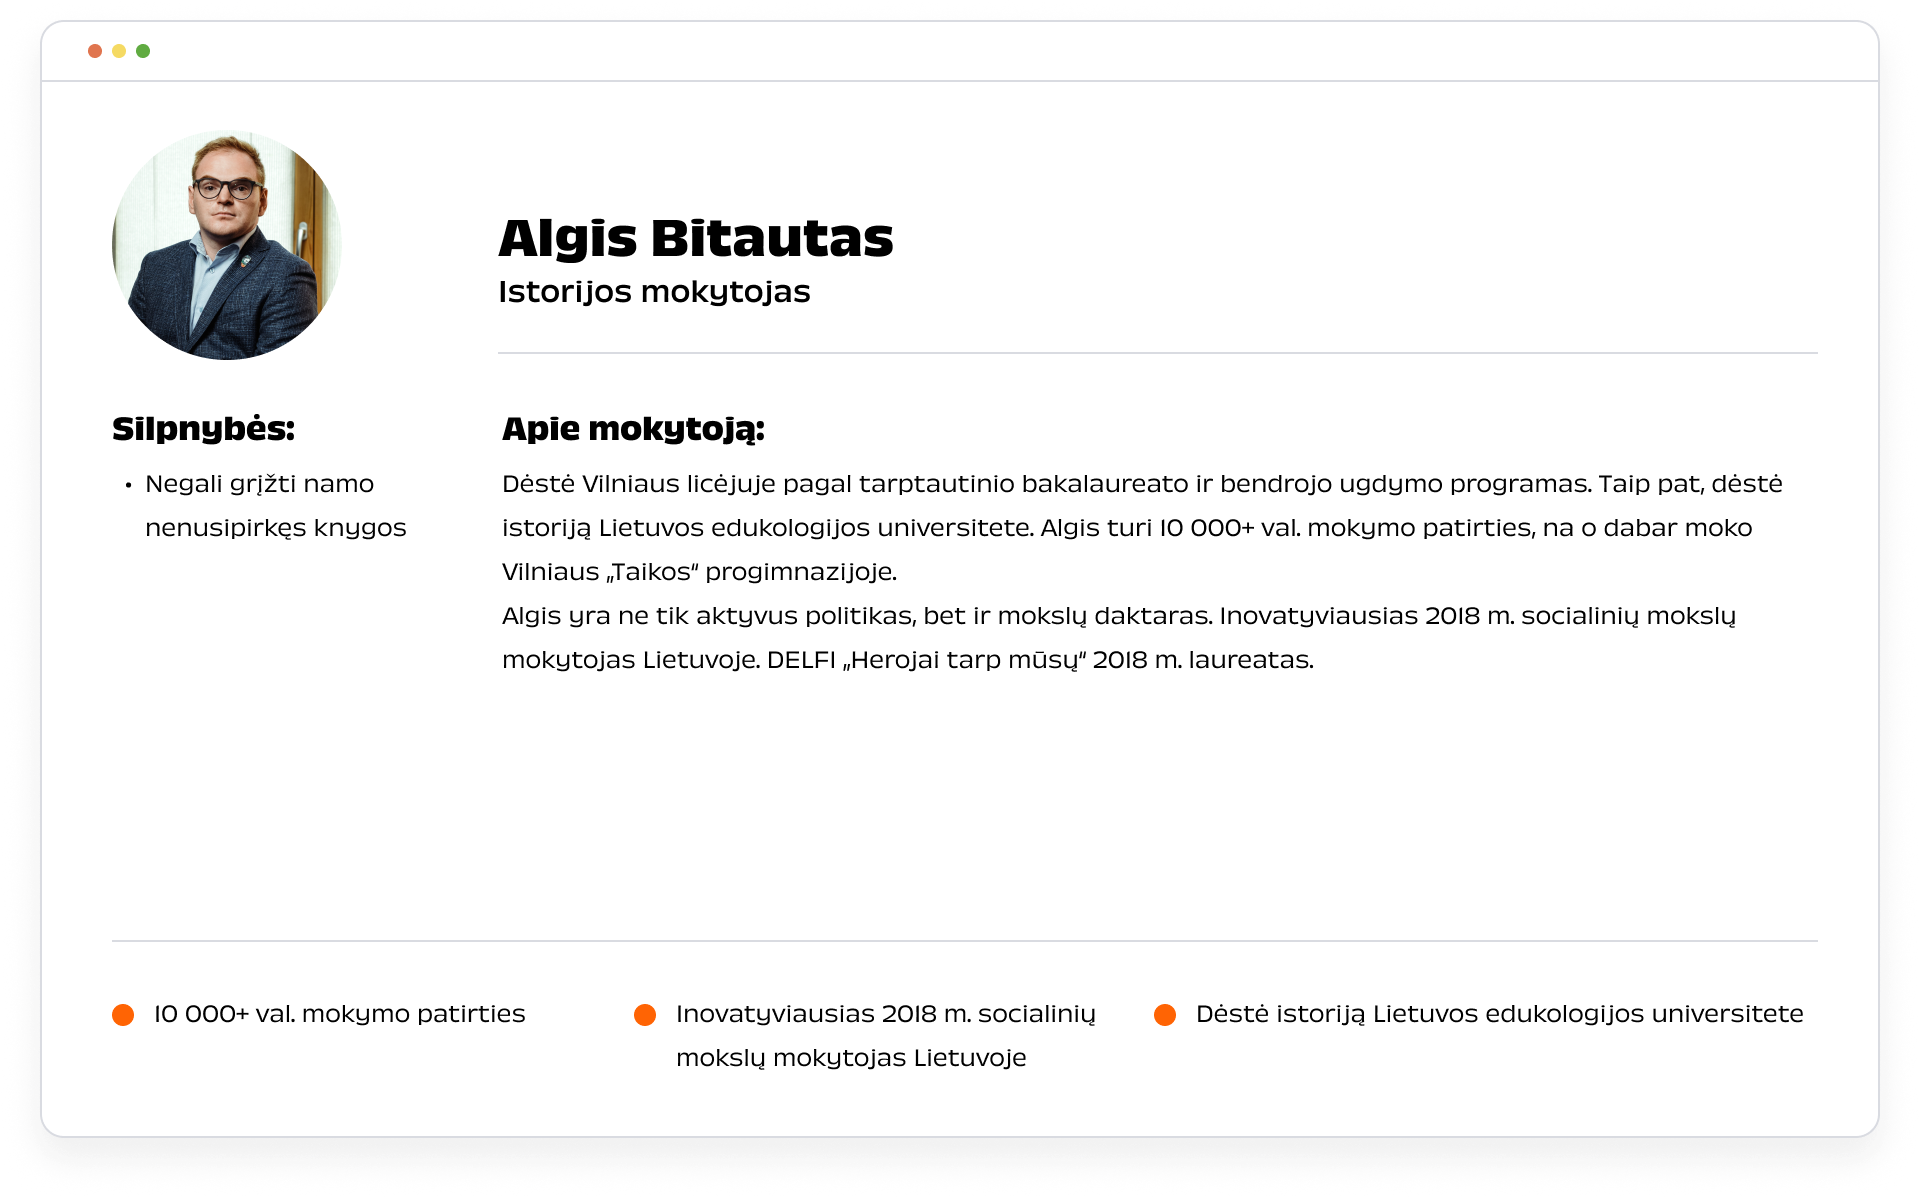 Algis Bitautas
Istorijos mokytojas
Silpnybės:
• Negali grįžti namo
nenusipirkęs knygos
Apie mokytoją:
Dėstė Vilniaus licėjuje pagal tarptautinio bakalaureato ir bendrojo ugdymo programas. Taip pat, dėstė
istoriją Lietuvos edukologijos universitete. Algis turi 10 000+ val. mokymo patirties, na o dabar moko
Vilniaus „Taikos“ progimnazijoje.
Algis yra ne tik aktyvus politikas, bet ir mokslų daktaras. Inovatyviausias 2018 m. socialinių mokslų
mokytojas Lietuvoje. DELFI „Herojai tarp mūsų“ 2018 m. laureatas.
10 000+ val. mokymo patirties
Inovatyviausias 2018 m. socialinių
mokslų mokytojas Lietuvoje
Dėstė istoriją Lietuvos edukologijos universitete